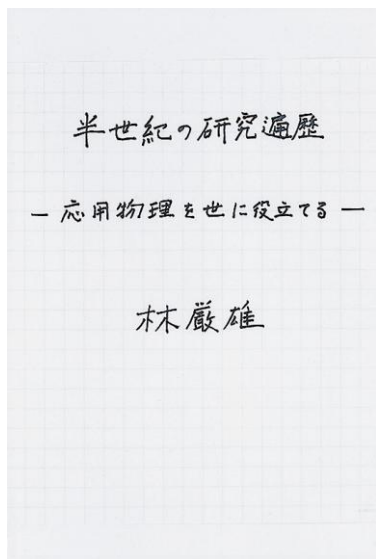 半世紀の研究遍歴
― 応用物理を世に役立てる ―
林厳雄